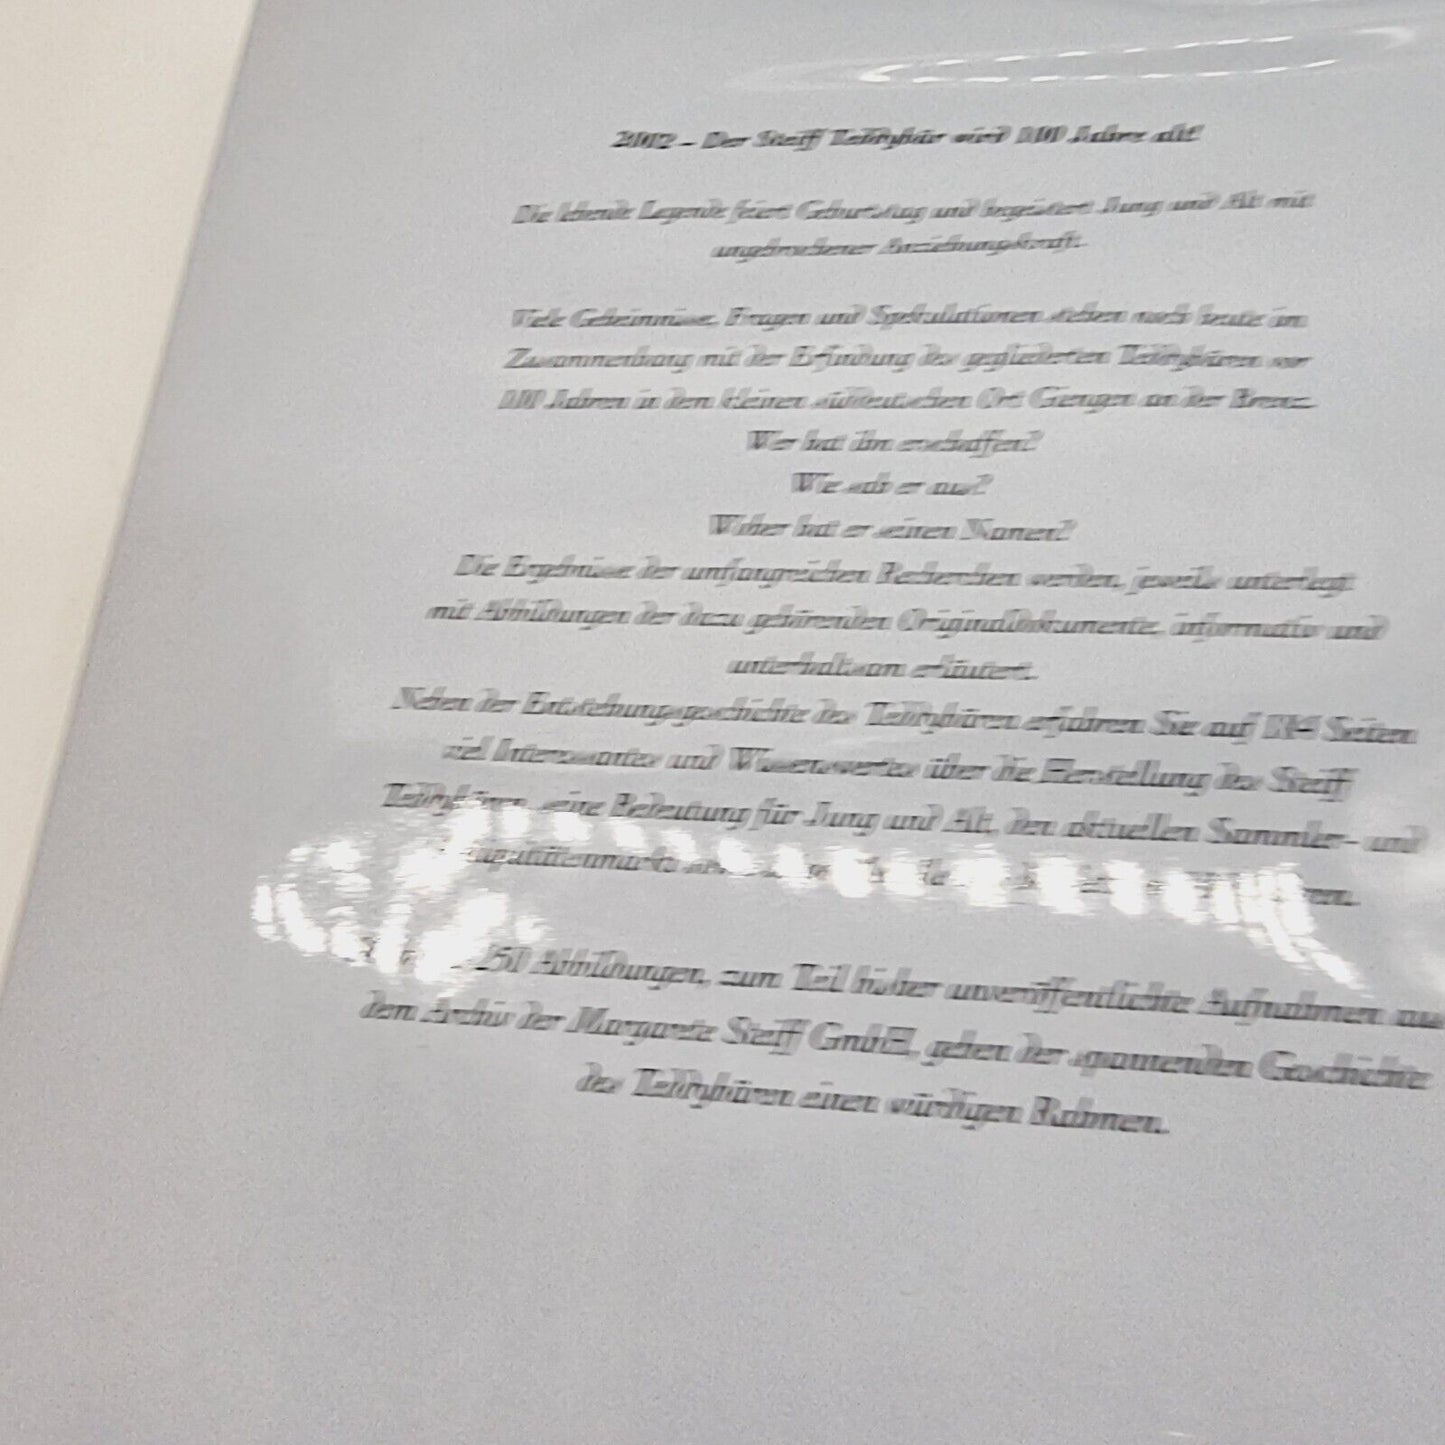 2002 – Der Steiff Teddybär wird 100 Jahre alt!
Die lebende Legende feiert Geburtstag und begeistert Jung und Alt mit
ungebrochener Anziehungskraft.
Viele Geheimnisse, Fragen und Spekulationen stehen noch heute im
Zusammenhang mit der Erfindung des gegliederten Teddybären vor
100 Jahren in dem kleinen süddeutschen Ort Giengen an der Brenz.
Wer hat ihn erschaffen?
Wie sah er aus?
Woher hat er seinen Namen?
Die Ergebnisse der umfangreichen Recherchen werden, jeweils unterlegt
mit Abbildungen der dazu gehörenden Originaldokumente, informativ und
unterhaltsam erläutert.
Neben der Entstehungsgeschichte des Teddybären erfahren Sie auf 184 Seiten
viel Interessantes und Wissenswertes über die Herstellung des Steiff
Teddybären, seine Bedeutung für Jung und Alt, den aktuellen Sammler- und
250 Abbildungen, zum Teil bisher unveröffentlichte Aufnahmen aus
dem Archiv der Margarete Steiff GmbH, geben der spannenden Geschichte
des Teddybären einen würdigen Rahmen.